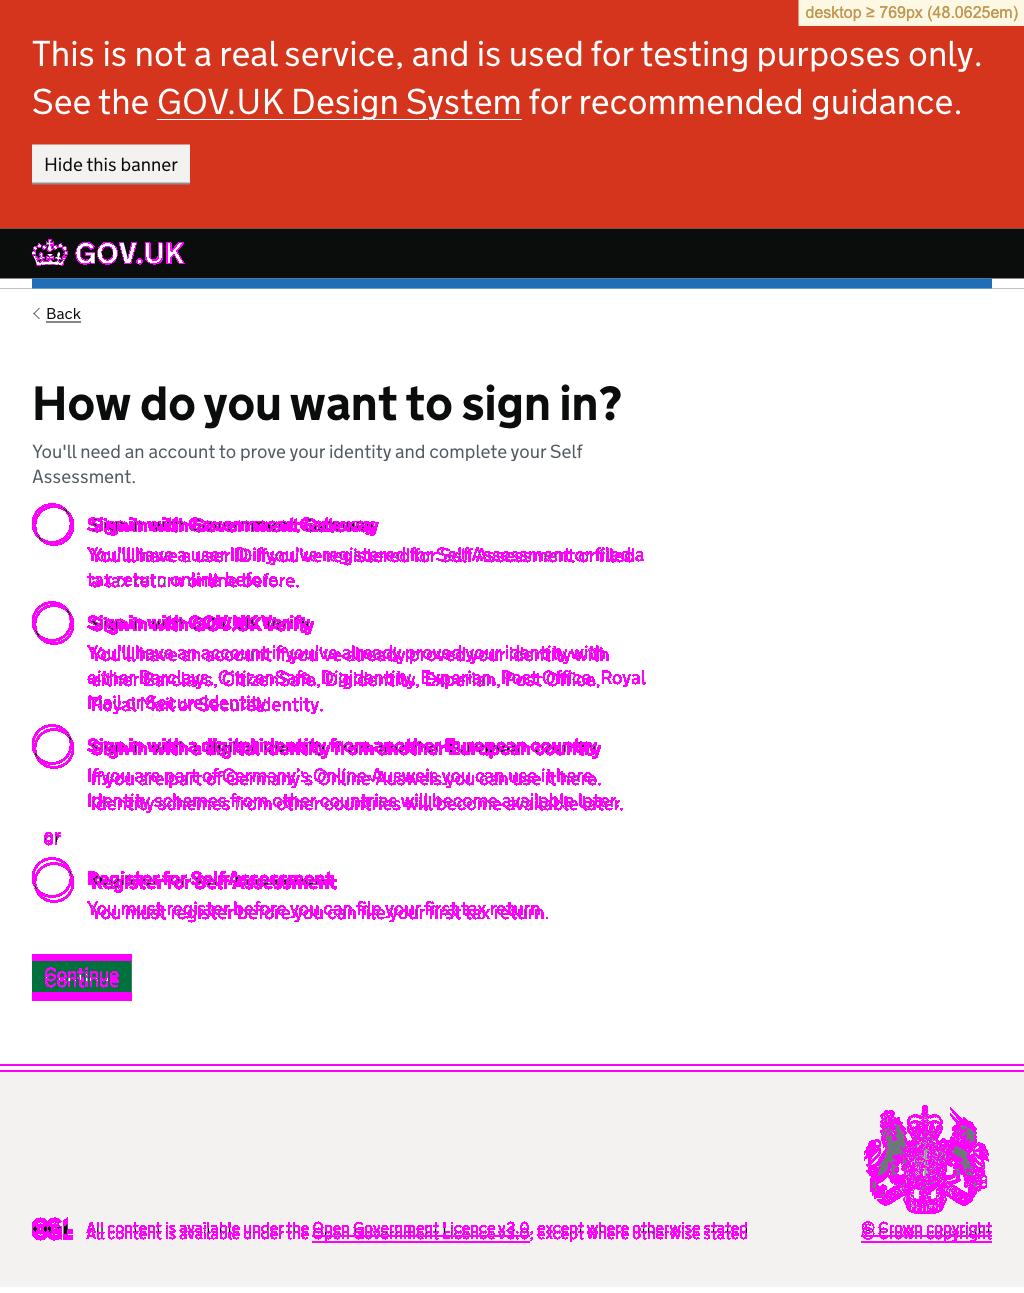 desktop ≥ 769px (48.0625em)
This is not a real service, and is used for testing purposes only.
See the GOV.UK Design System for recommended guidance.
Hide this banner
GOV.UK
Back
How do you want to sign in?
You'll need an account to prove your identity and complete your Self
Assessment.
Sign in with Government Gateway
You'll have a user ID if you've registered for Self Assessment or filed a
tax return online before.
Sign in with GOV.UK Verify
You'll have an account if you've already proved your identity with
either Barclays, CitizenSafe, Digidentity, Experian, Post Office, Royal
Mail or SecureIdentity.
Sign in with a digital identity from another European country
If you are part of Germany's Online-Ausweis you can use it here.
Identity schemes from other countries will become available later.
or
Register for Self Assessment
You must register before you can file your first tax return.
Continue
OGL All content is available under the Open Government Licence v3.0, except where otherwise stated
© Crown copyright